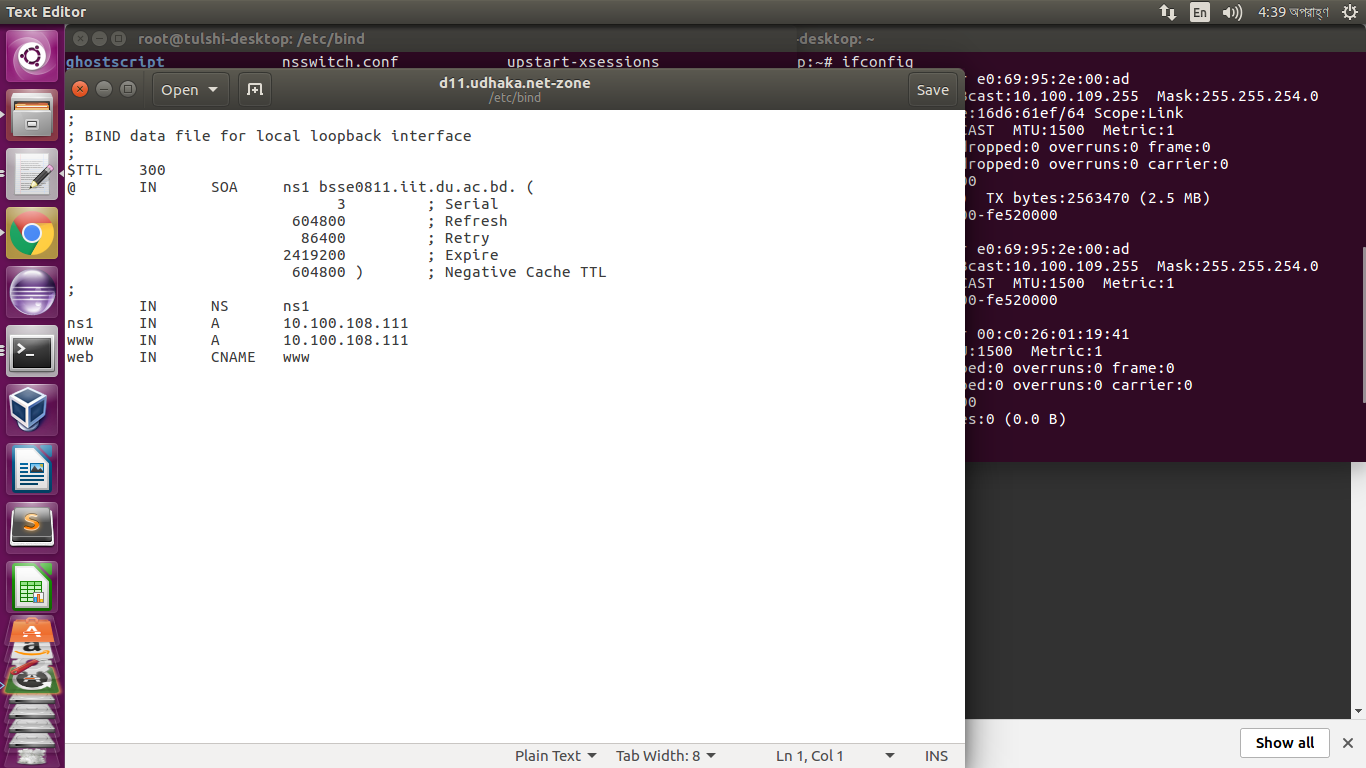 Text Editor
En
4:39 অপরাহ্ণ
root@tulshi-desktop: /etc/bind
-desktop: ~
ghostscript nsswitch.conf upstart-xsessions
p:~# ifconfig
Open
d11.udhaka.net-zone
/etc/bind
Save
;
; BIND data file for local loopback interface
;
$TTL 300
@ IN SOA ns1 bsse0811.iit.du.ac.bd. (
3 ; Serial
604800 ; Refresh
86400 ; Retry
2419200 ; Expire
604800 ) ; Negative Cache TTL
;
IN NS ns1
ns1 IN A 10.100.108.111
www IN A 10.100.108.111
web IN CNAME www
e0:69:95:2e:00:ad
cast:10.100.109.255 Mask:255.255.254.0
:16d6:61ef/64 Scope:Link
CAST MTU:1500 Metric:1
ropped:0 overruns:0 frame:0
ropped:0 overruns:0 carrier:0
00
TX bytes:2563470 (2.5 MB)
00-fe520000
e0:69:95:2e:00:ad
cast:10.100.109.255 Mask:255.255.254.0
CAST MTU:1500 Metric:1
00-fe520000
00:c0:26:01:19:41
:1500 Metric:1
ped:0 overruns:0 frame:0
ped:0 overruns:0 carrier:0
00
es:0 (0.0 B)
Plain Text Tab Width: 8 Ln 1, Col 1 INS
Show all